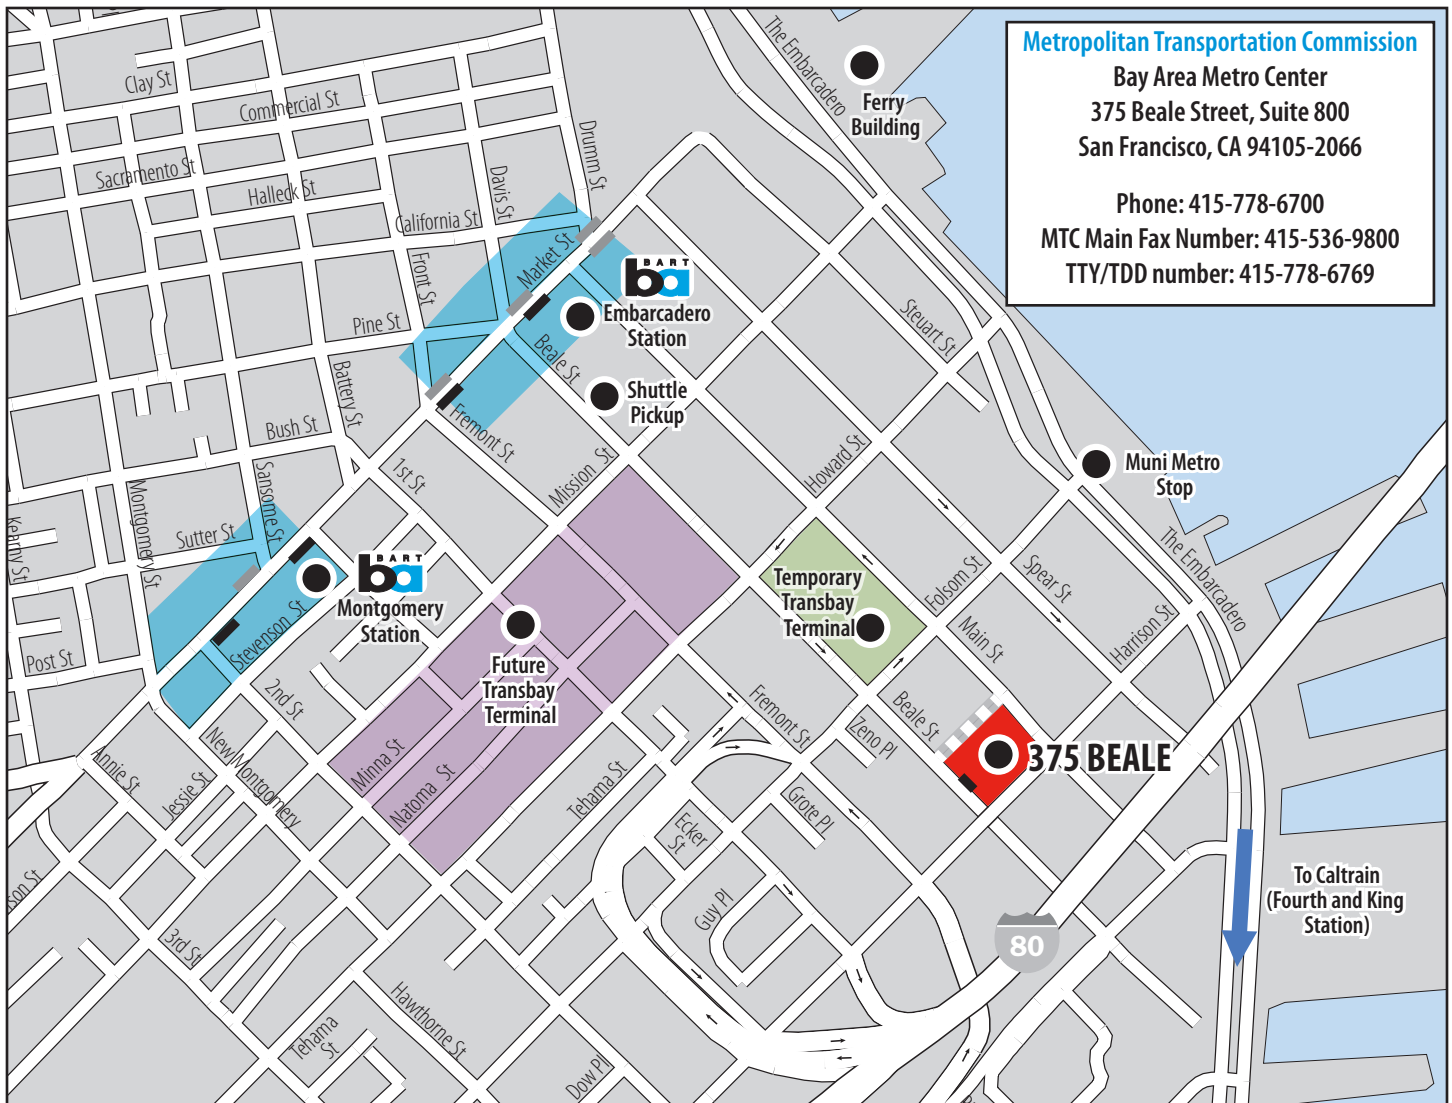 Metropolitan Transportation Commission
Bay Area Metro Center
375 Beale Street, Suite 800
San Francisco, CA 94105-2066
Phone: 415-778-6700
MTC Main Fax Number: 415-536-9800
TTY/TDD number: 415-778-6769
The Embarcadero
Ferry
Building
Clay St
Commercial St
Drumm St
Sacramento St
Halleck St
Davis St
California St
Market St
Front St
BART
ba
Embarcadero
Station
Pine St
Beale St
Steuart St
Battery St
Shuttle
Pickup
Fremont St
Bush St
Mission St
Howard St
1st St
Muni Metro
Stop
Sansome St
Montgomery St
Kearny St
Sutter St
The Embarcadero
BART
ba
Montgomery
Station
Temporary
Transbay
Terminal
Folsom St
Spear St
Harrison St
Main St
Stevenson St
Post St
Future
Transbay
Terminal
2nd St
Fremont St
Beale St
Zeno Pl
New Montgomery
Minna St
Natoma St
375 BEALE
Annie St
Jessie St
Tehama St
Grote Pl
Ecker
St
Guy Pl
To Caltrain
(Fourth and King
Station)
son St
3rd St
80
Hawthorne St
Tehama
St
Dow Pl